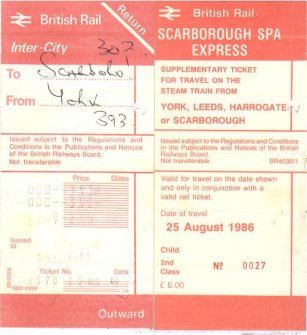 British Rail
Return
Inter-City
302
To Scarboro'
From York
393
Issued subject to the Regulations and
Conditions in the Publications and Notices
of the British Railways Board.
Not transferable
Price Class
Issued
at
Ticket No. Date
see over
Outward
British Rail
SCARBOROUGH SPA
EXPRESS
SUPPLEMENTARY TICKET
FOR TRAVEL ON THE
STEAM TRAIN FROM
YORK, LEEDS, HARROGATE
or SCARBOROUGH
Issued subject to the Regulations and Conditions
in the Publications and Notices of the British
Railways Board.
Not transferable BR4536/1
Valid for travel on the date shown
and only in conjunction with a
valid rail ticket.
Date of travel
25 August 1986
Child
2nd
Class
Nº 0027
£ 5.00